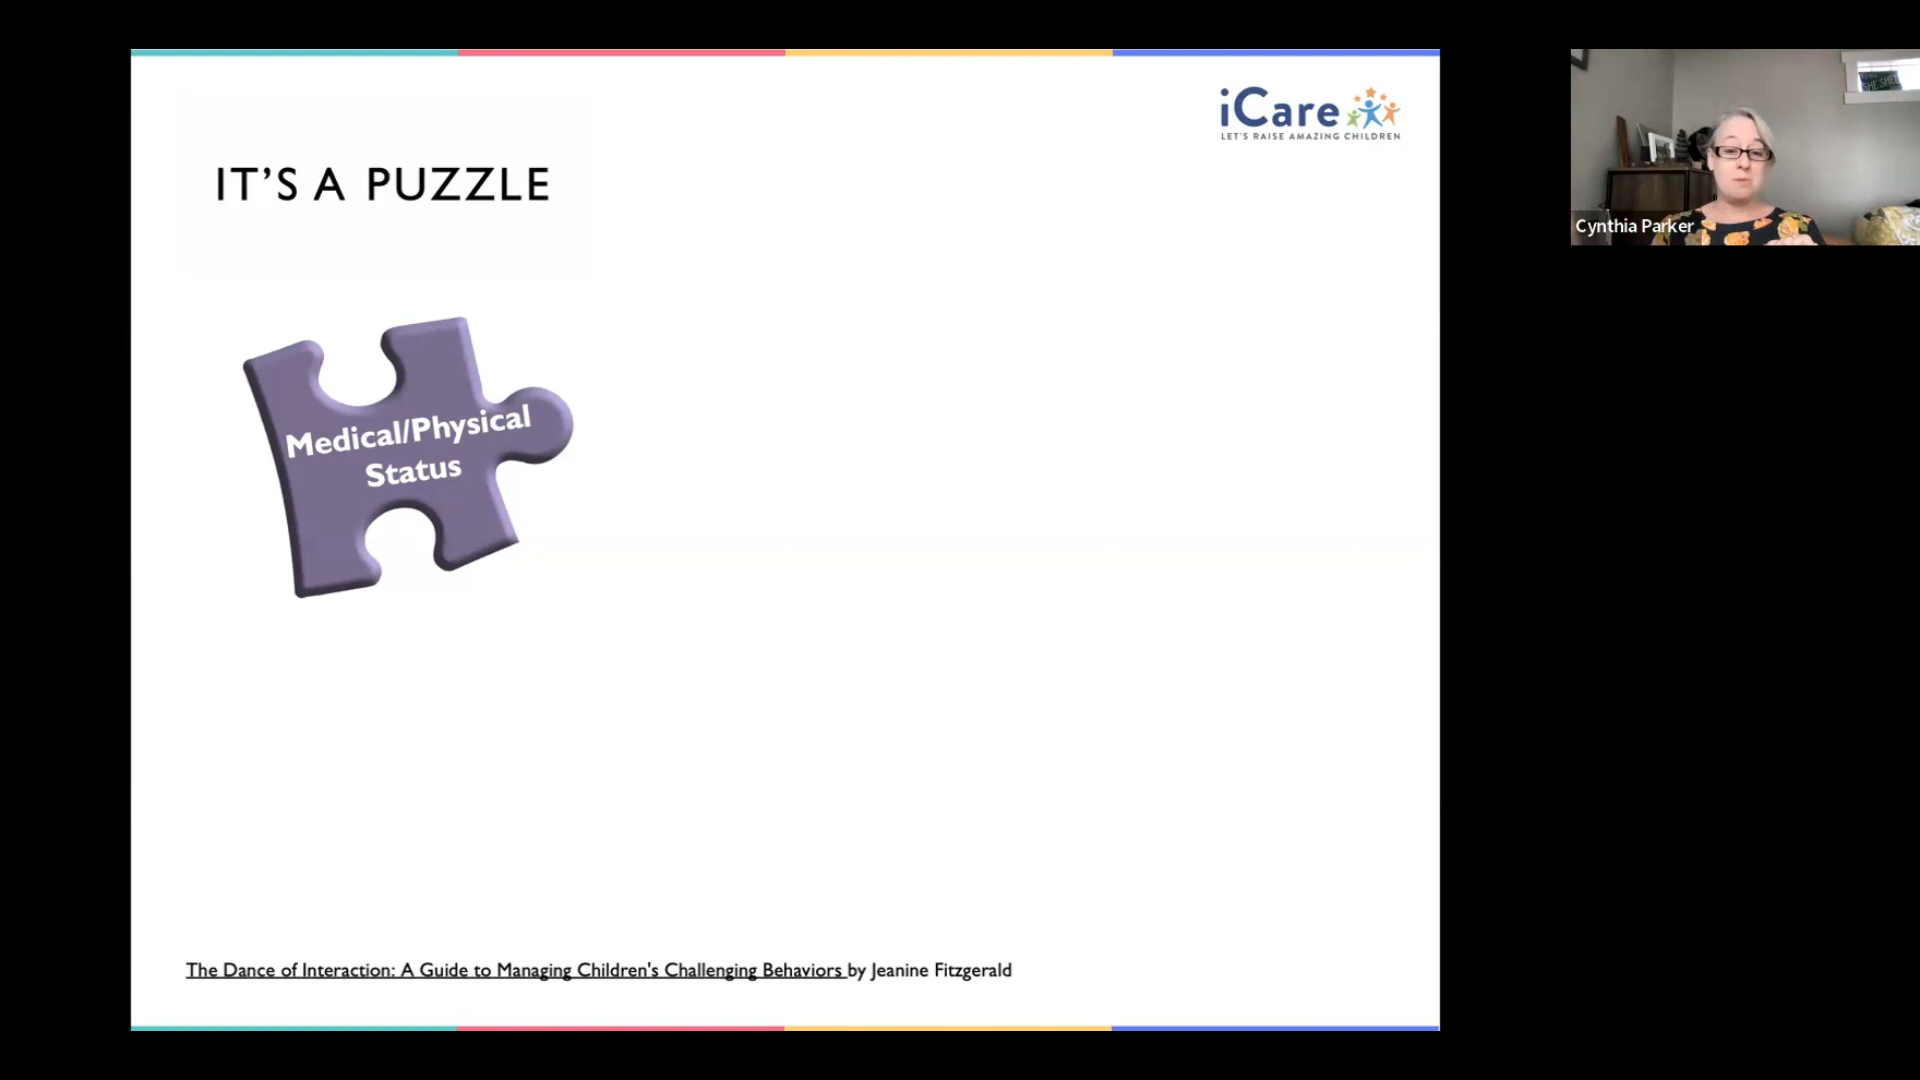 iCare
LET'S RAISE AMAZING CHILDREN
IT’S A PUZZLE
Medical/Physical
Status
Cynthia Parker
The Dance of Interaction: A Guide to Managing Children's Challenging Behaviors by Jeanine Fitzgerald